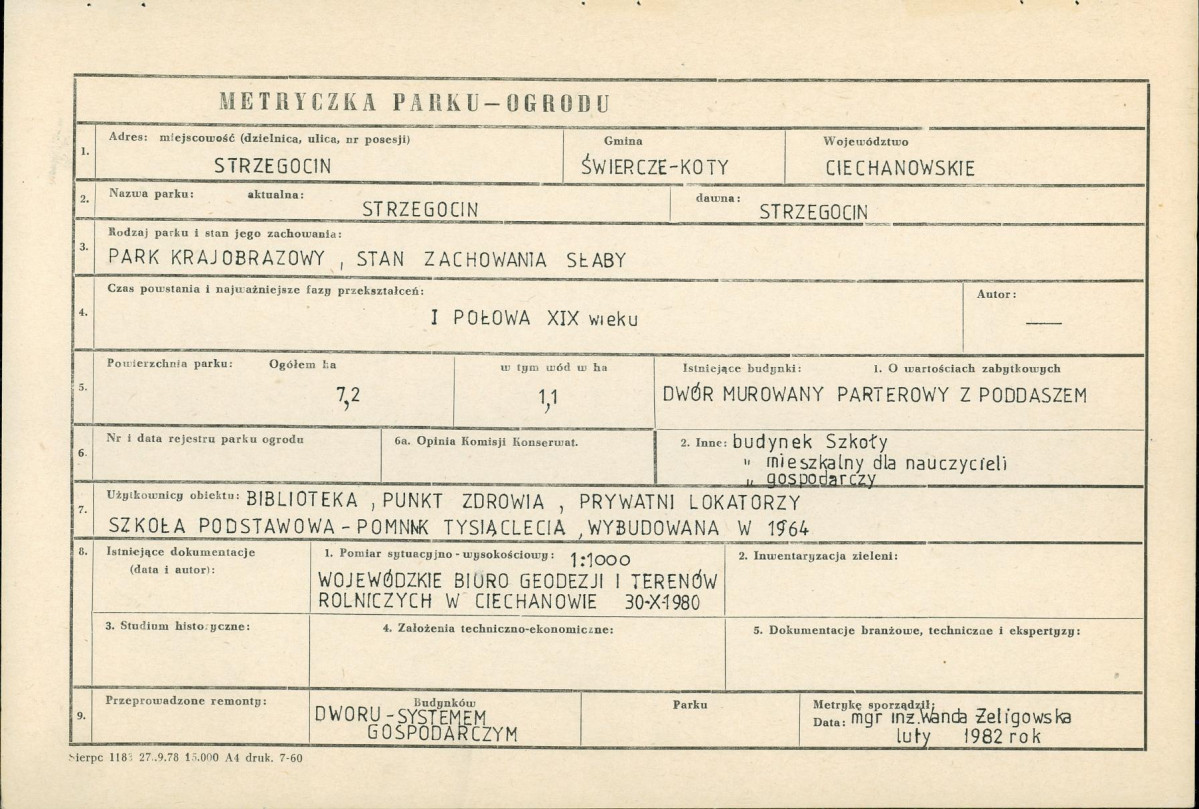 METRYCZKA PARKU—OGRODU
1. Adres: miejscowość (dzielnica, ulica, nr posesji) Gmina Województwo
STRZEGOCIN ŚWIERCZE-KOTY CIECHANOWSKIE
2. Nazwa parku: aktualna: dawna:
STRZEGOCIN STRZEGOCIN
Rodzaj parku i stan jego zachowania:
3. PARK KRAJOBRAZOWY, STAN ZACHOWANIA SŁABY
Czas powstania i najważniejsze fazy przekształceń: Autor:
4. I POŁOWA XIX wieku —
Powierzchnia parku: Ogółem ha w tym wód w ha Istniejące budynki: 1. O wartościach zabytkowych
5. 7,2 1,1 DWÓR MUROWANY PARTEROWY Z PODDASZEM
6. Nr i data rejestru parku ogrodu 6a. Opinia Komisji Konserwat. 2. Inne: budynek Szkoły
" mieszkalny dla nauczycieli
" gospodarczy
7. Użytkownicy obiektu: BIBLIOTEKA, PUNKT ZDROWIA, PRYWATNI LOKATORZY
SZKOŁA PODSTAWOWA - POMNIK TYSIĄCLECIA, WYBUDOWANA W 1964
8. Istniejące dokumentacje 1. Pomiar sytuacyjno-wysokościowy: 1:1000 2. Inwentaryzacja zieleni:
(data i autor):
WOJEWÓDZKIE BIURO GEODEZJI I TERENÓW
ROLNICZYCH W CIECHANOWIE 30-X-1980
3. Studium historyczne: 4. Założenia techniczno-ekonomiczne: 5. Dokumentacje branżowe, techniczne i ekspertyzy:
9. Przeprowadzone remonty: Budynków Parku Metrykę sporządził:
DWORU-SYSTEMEM Data: mgr inż. Wanda Żeligowska
GOSPODARCZYM luty 1982 rok
Sierpc 1183 27.9.78 15.000 A4 druk. 7-60